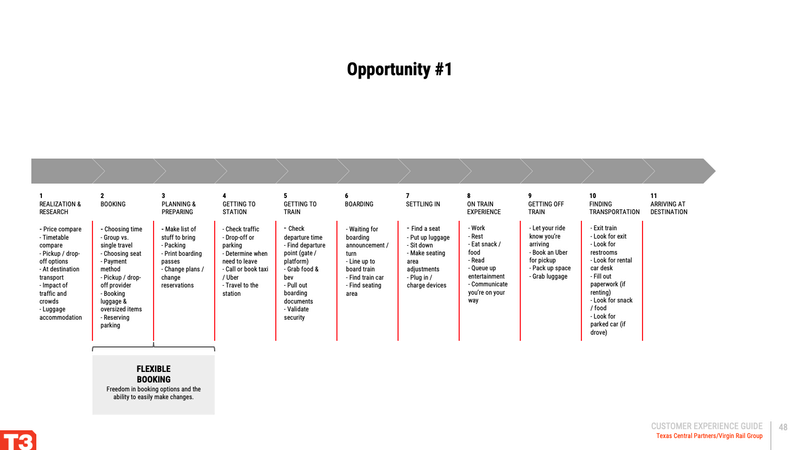 Opportunity #1
1
REALIZATION &
RESEARCH
- Price compare
- Timetable
compare
- Pickup / drop-
off options
- At destination
transport
- Impact of
traffic and
crowds
- Luggage
accommodation
2
BOOKING
- Choosing time
- Group vs.
single travel
- Choosing seat
- Payment
method
- Pickup / drop-
off provider
- Booking
luggage &
oversized items
- Reserving
parking
3
PLANNING &
PREPARING
- Make list of
stuff to bring
- Packing
- Print boarding
passes
- Change plans /
change
reservations
4
GETTING TO
STATION
- Check traffic
- Drop-off or
parking
- Determine when
need to leave
- Call or book taxi
/ Uber
- Travel to the
station
5
GETTING TO
TRAIN
- Check
departure time
- Find departure
point (gate /
platform)
- Grab food &
bev
- Pull out
boarding
documents
- Validate
security
6
BOARDING
- Waiting for
boarding
announcement /
turn
- Line up to
board train
- Find train car
- Find seating
area
7
SETTLING IN
- Find a seat
- Put up luggage
- Sit down
- Make seating
area
adjustments
- Plug in /
charge devices
8
ON TRAIN
EXPERIENCE
- Work
- Rest
- Eat snack /
food
- Read
- Queue up
entertainment
- Communicate
you're on your
way
9
GETTING OFF
TRAIN
- Let your ride
know you're
arriving
- Book an Uber
for pickup
- Pack up space
- Grab luggage
10
FINDING
TRANSPORTATION
- Exit train
- Look for exit
- Look for
restrooms
- Look for rental
car desk
- Fill out
paperwork (if
renting)
- Look for snack
/ food
- Look for
parked car (if
drove)
11
ARRIVING AT
DESTINATION
FLEXIBLE
BOOKING
Freedom in booking options and the
ability to easily make changes.
CUSTOMER EXPERIENCE GUIDE
Texas Central Partners/Virgin Rail Group
48
T3